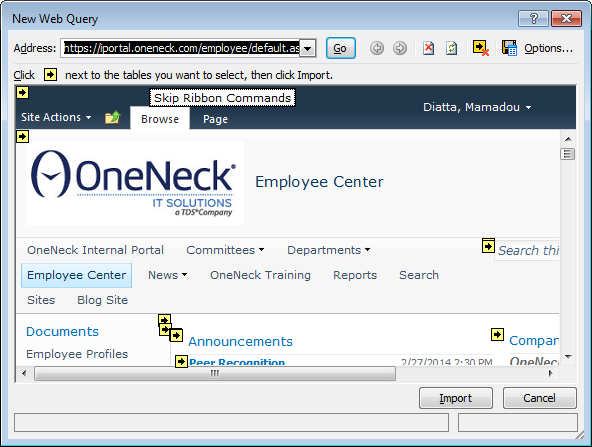 New Web Query
Address: https://iportal.oneneck.com/employee/default.as Go Options...
Click next to the tables you want to select, then click Import.
Skip Ribbon Commands
Diatta, Mamadou
Site Actions Browse Page
OneNeck®
IT SOLUTIONS
a TDS® Company
Employee Center
OneNeck Internal Portal Committees Departments Search thi
Employee Center News OneNeck Training Reports Search
Sites Blog Site
Documents Announcements Compan
Employee Profiles
Peer Recognition 2/27/2014 2:30 PM OneNec
Import Cancel